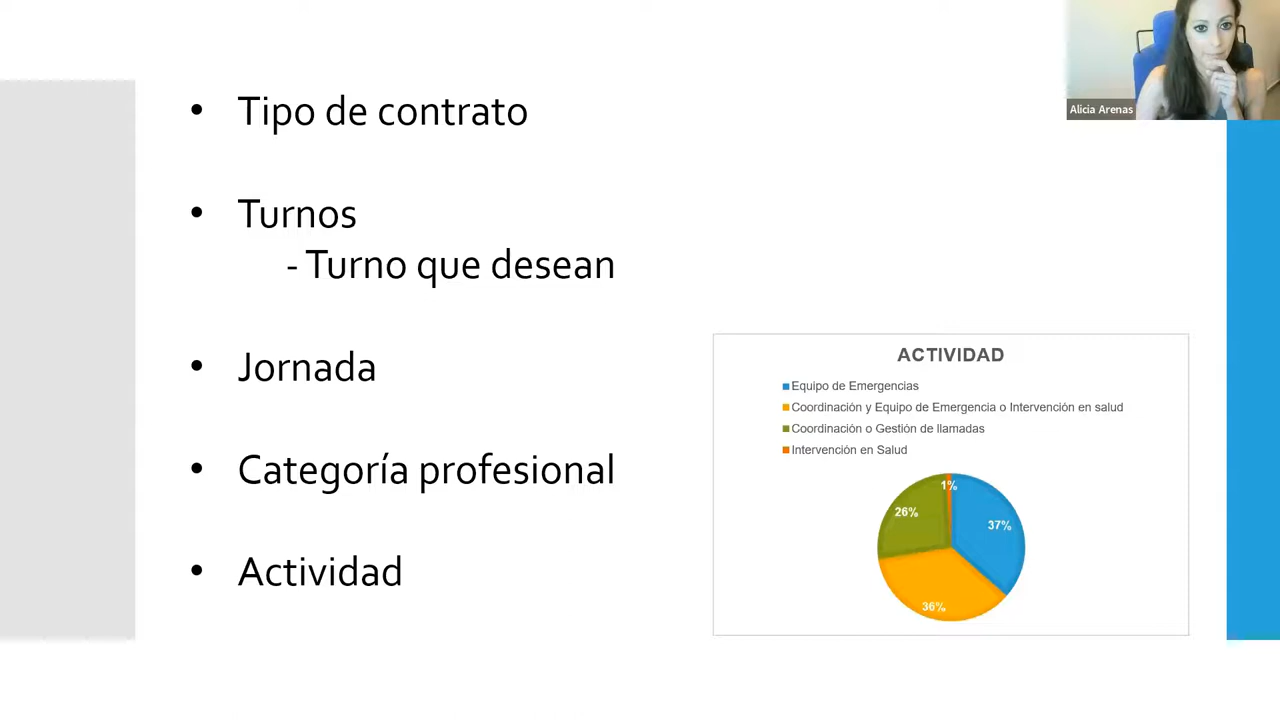 • Tipo de contrato
• Turnos
- Turno que desean
• Jornada
• Categoría profesional
• Actividad
Alicia Arenas
ACTIVIDAD
Equipo de Emergencias
Coordinación y Equipo de Emergencia o Intervención en salud
Coordinación o Gestión de llamadas
Intervención en Salud
1%
26%
37%
36%